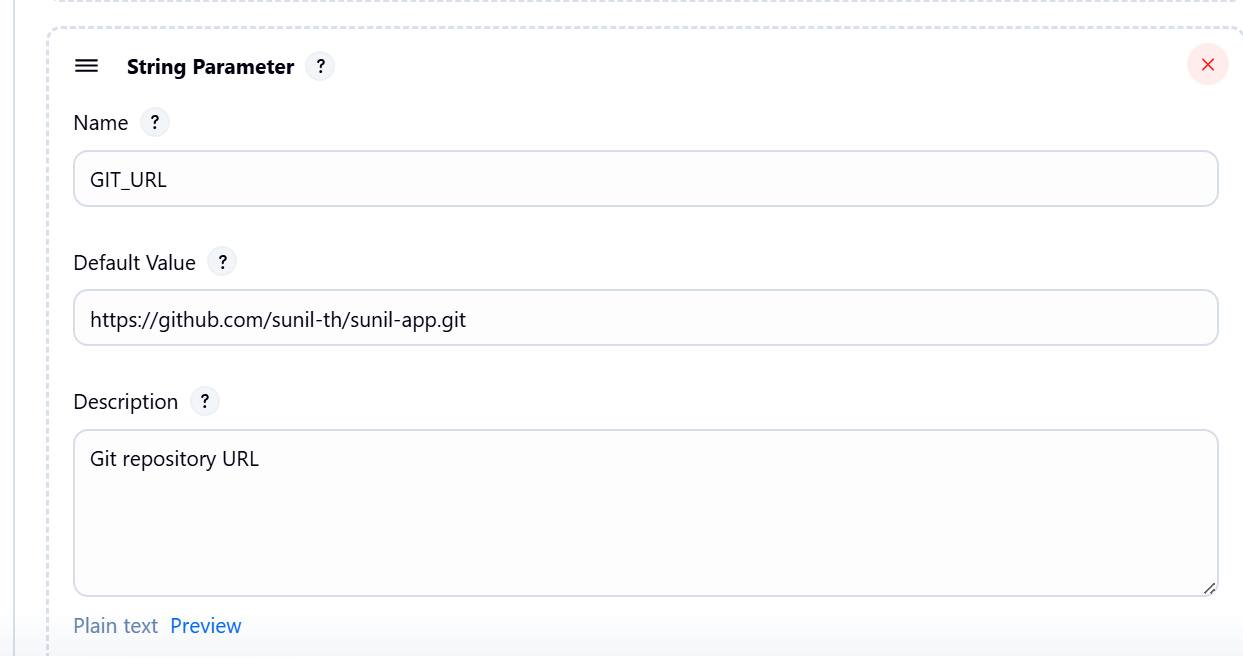 String Parameter ?
Name ?
GIT_URL
Default Value ?
https://github.com/sunil-th/sunil-app.git
Description ?
Git repository URL
Plain text Preview